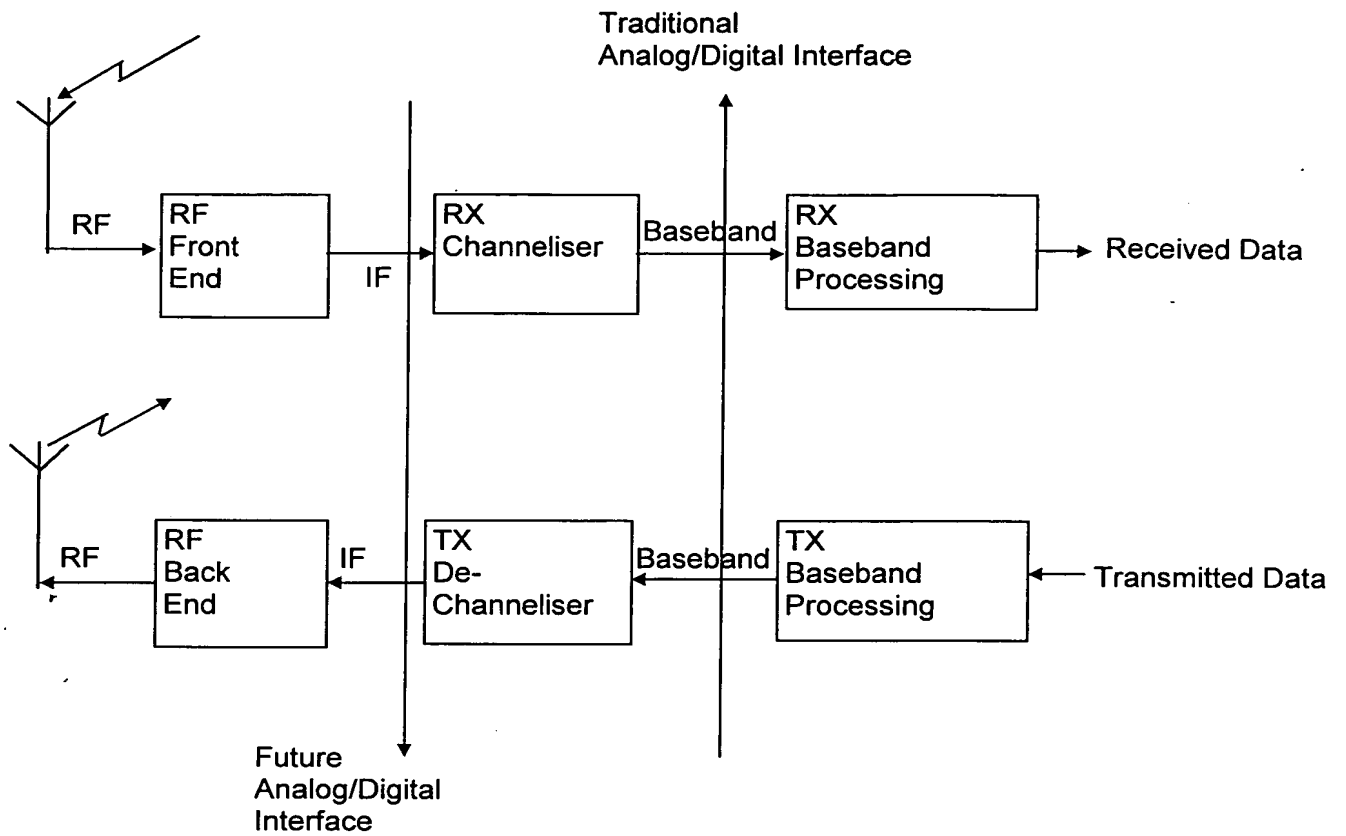 Traditional
Analog/Digital Interface
RF
RF
Front
End
IF
RX
Channeliser
Baseband
RX
Baseband
Processing
Received Data
RF
RF
Back
End
IF
TX
De-
Channeliser
Baseband
TX
Baseband
Processing
Transmitted Data
Future
Analog/Digital
Interface